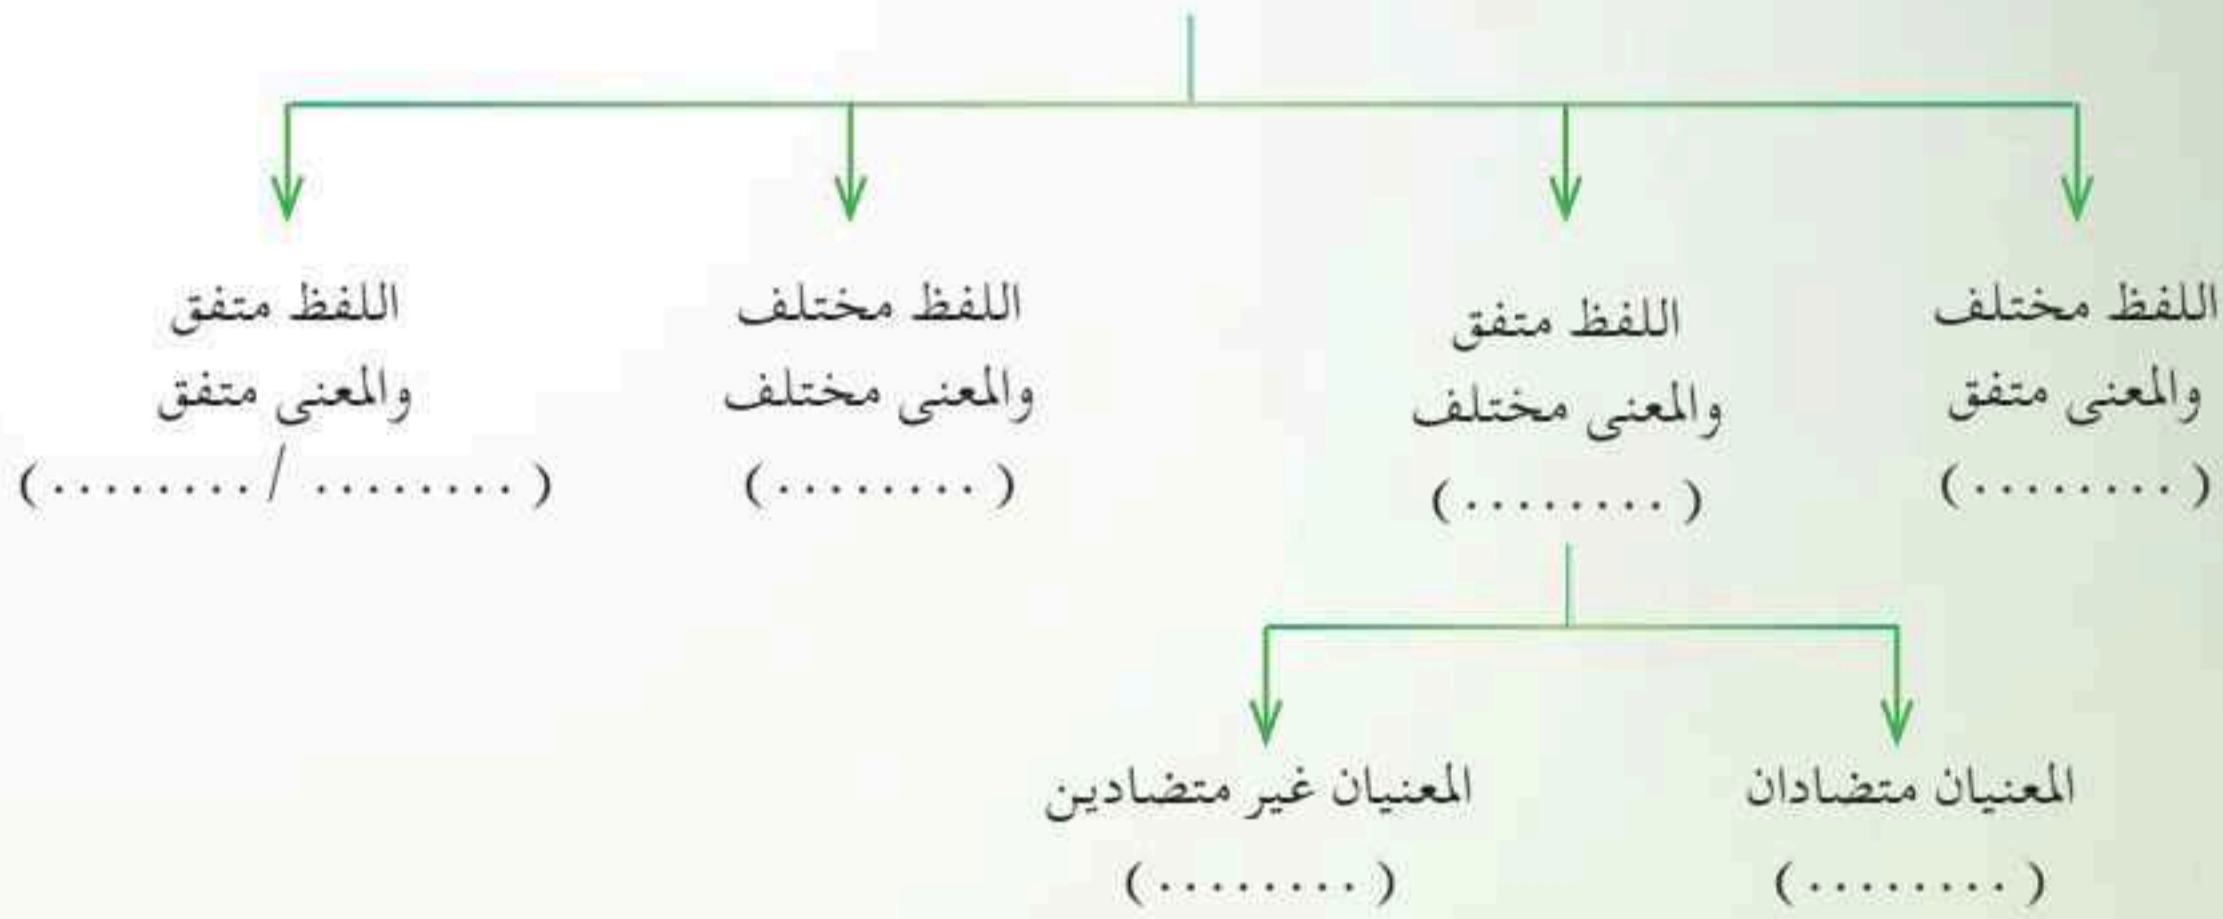 اللفظ مختلف
والمعنى متفق
( ........ )
اللفظ متفق
والمعنى مختلف
( ........ )
اللفظ مختلف
والمعنى مختلف
( ........ )
اللفظ متفق
والمعنى متفق
( ........ / ........ )
المعنيان متضادان
( ........ )
المعنيان غير متضادين
( ........ )